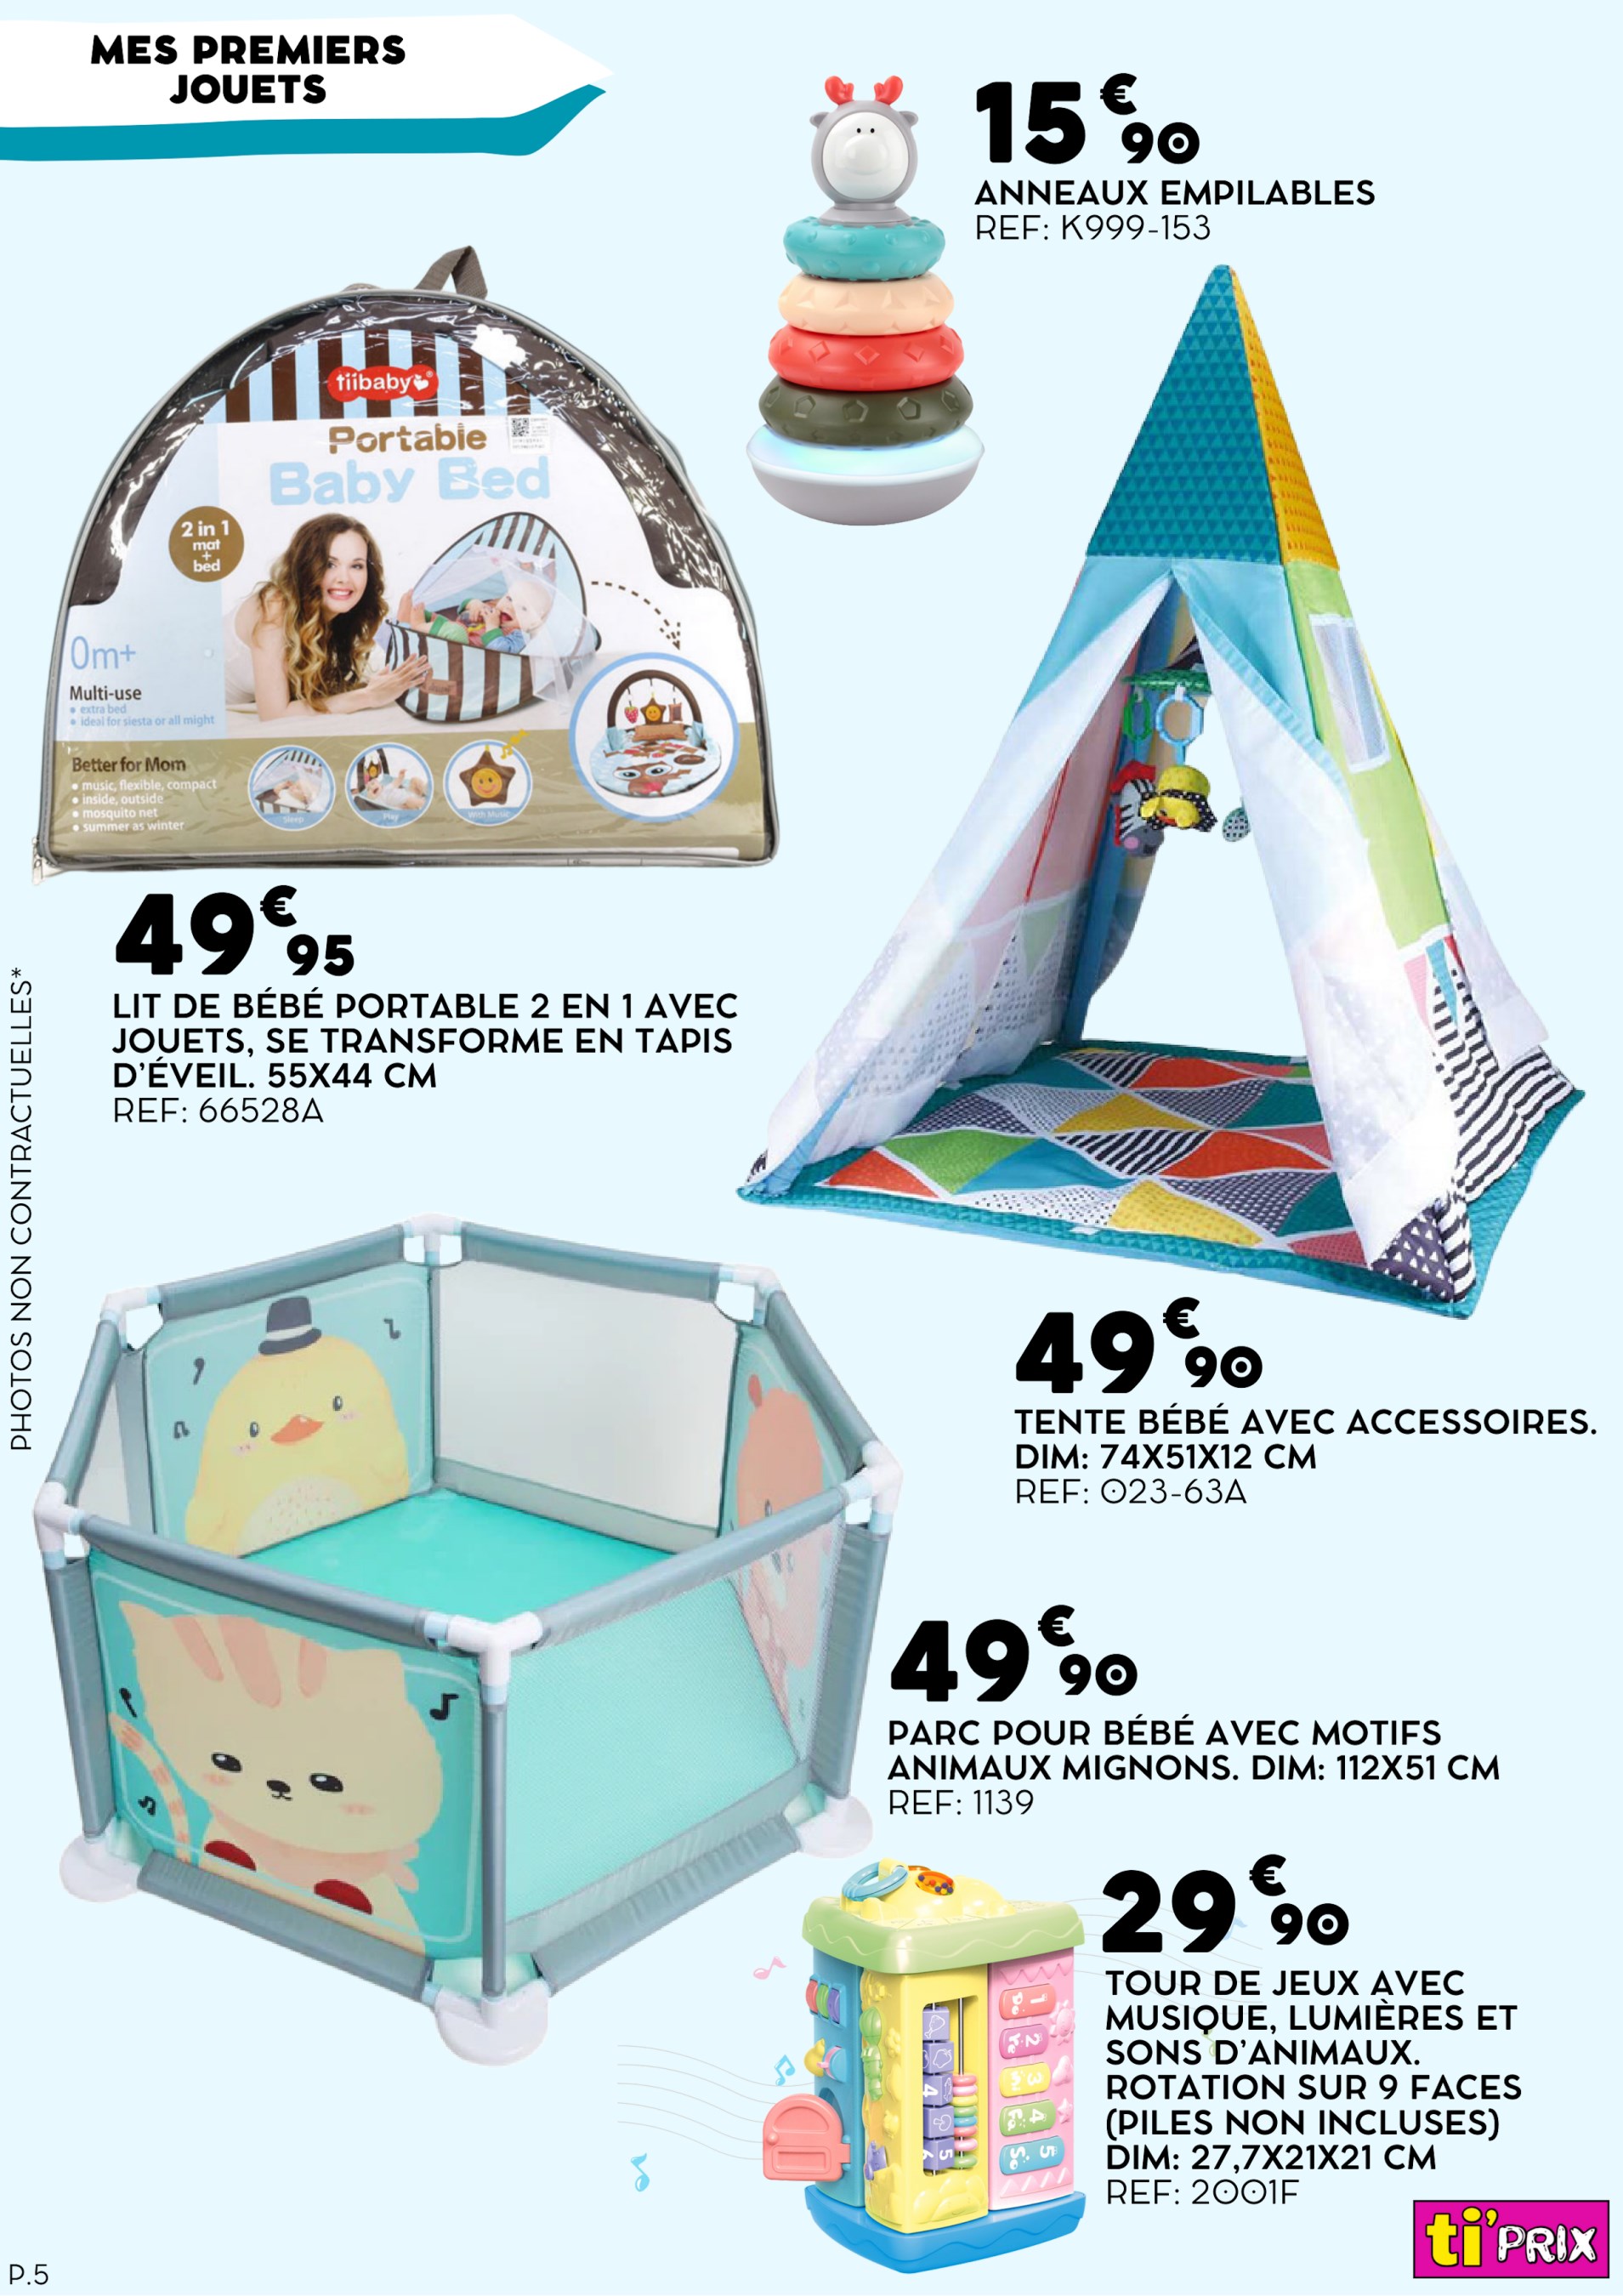 MES PREMIERS
JOUETS
15€90
ANNEAUX EMPILABLES
REF: K999-153
tiibaby
Portable
Baby Bed
2 in 1
mat
+
bed
0m+
Multi-use
• extra bed
• ideal for siesta or all might
Better for Mom
• music, flexible, compact
• inside, outside
• mosquito net
• summer as winter
Sleep
Play
With Music
49€95
LIT DE BÉBÉ PORTABLE 2 EN 1 AVEC
JOUETS, SE TRANSFORME EN TAPIS
D'ÉVEIL. 55X44 CM
REF: 66528A
PHOTOS NON CONTRACTUELLES*
49€90
TENTE BÉBÉ AVEC ACCESSOIRES.
DIM: 74X51X12 CM
REF: 023-63A
49€90
PARC POUR BÉBÉ AVEC MOTIFS
ANIMAUX MIGNONS. DIM: 112X51 CM
REF: 1139
29€90
TOUR DE JEUX AVEC
MUSIQUE, LUMIÈRES ET
SONS D'ANIMAUX.
ROTATION SUR 9 FACES
(PILES NON INCLUSES)
DIM: 27,7X21X21 CM
REF: 2001F
ti'PRIX
P.5